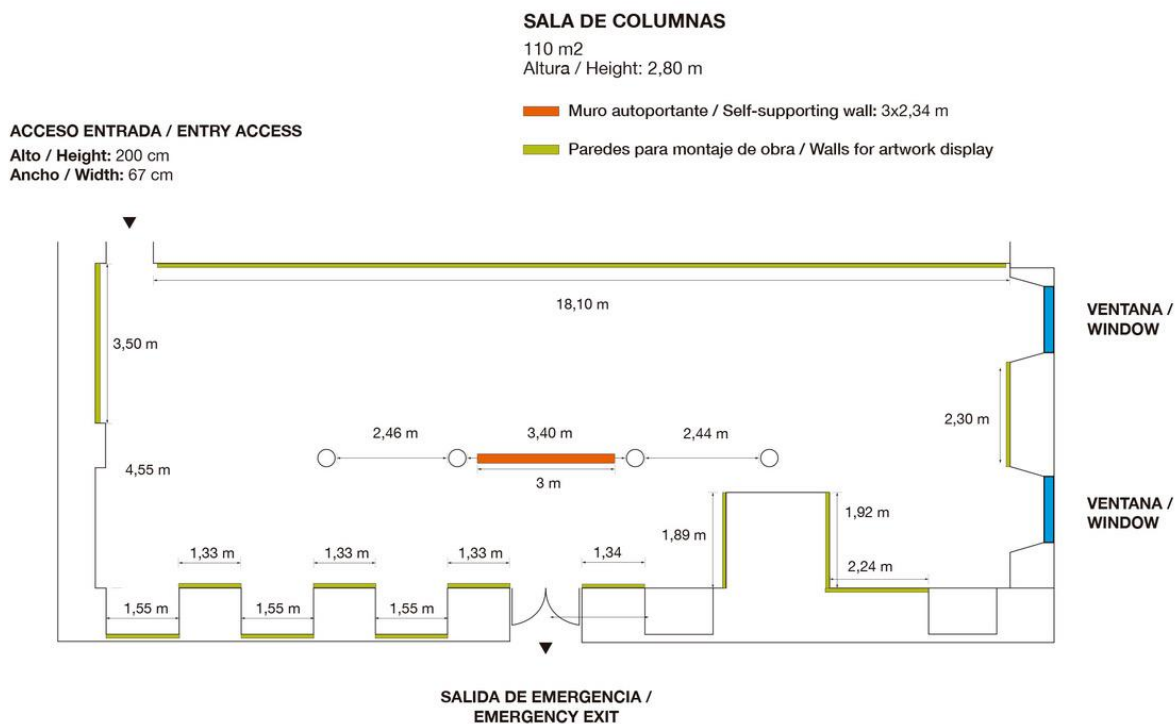 SALA DE COLUMNAS
110 m2
Altura / Height: 2,80 m
Muro autoportante / Self-supporting wall: 3x2,34 m
Paredes para montaje de obra / Walls for artwork display
ACCESO ENTRADA / ENTRY ACCESS
Alto / Height: 200 cm
Ancho / Width: 67 cm
18,10 m
VENTANA /
WINDOW
3,50 m
2,30 m
2,46 m
3,40 m
2,44 m
4,55 m
3 m
VENTANA /
WINDOW
1,89 m
1,92 m
1,33 m
1,33 m
1,33 m
1,34
2,24 m
1,55 m
1,55 m
1,55 m
SALIDA DE EMERGENCIA /
EMERGENCY EXIT